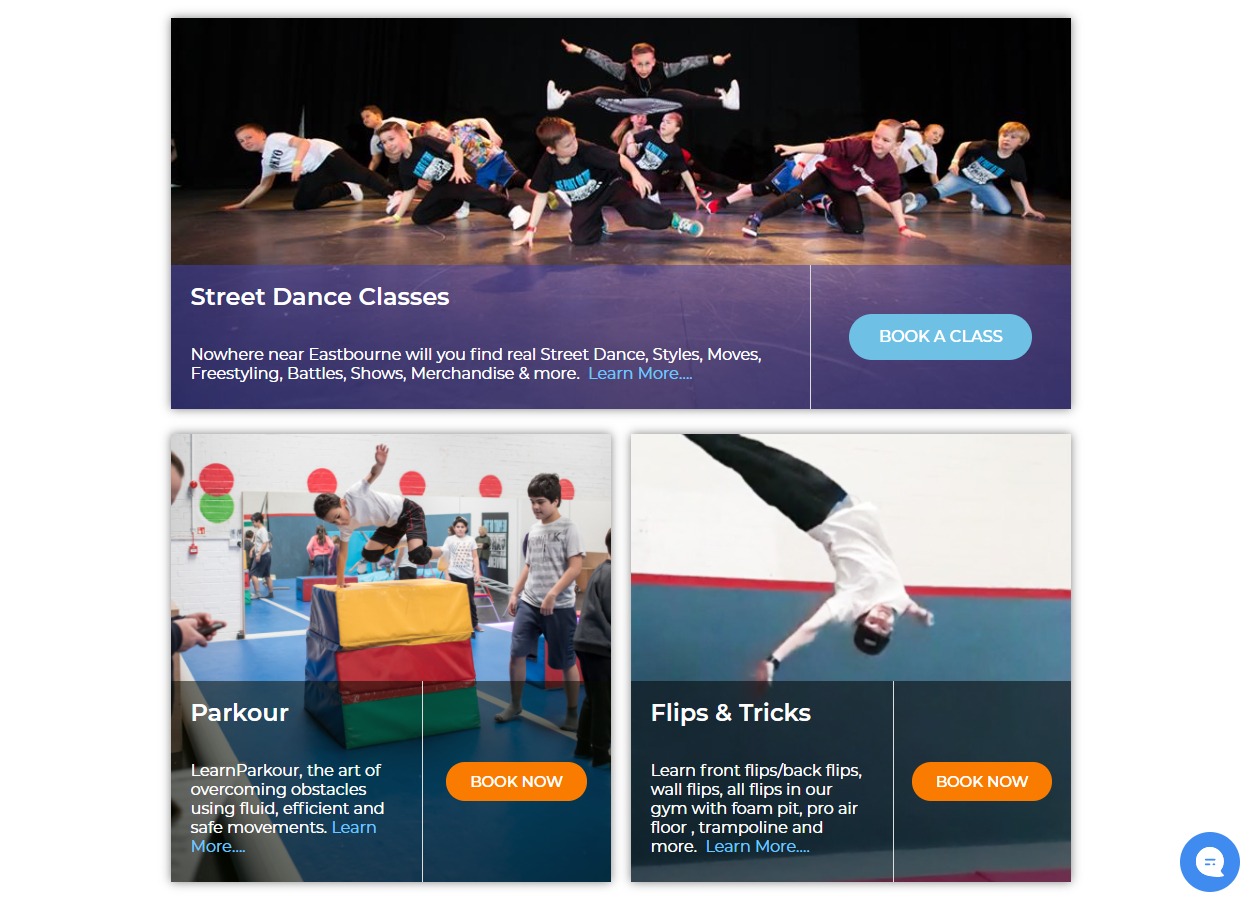 Street Dance Classes
Nowhere near Eastbourne will you find real Street Dance, Styles, Moves,
Freestyling, Battles, Shows, Merchandise & more.  Learn More....
BOOK A CLASS
Parkour
LearnParkour, the art of
overcoming obstacles
using fluid, efficient and
safe movements. Learn
More....
BOOK NOW
Flips & Tricks
Learn front flips/back flips,
wall flips, all flips in our
gym with foam pit, pro air
floor , trampoline and
more.  Learn More....
BOOK NOW